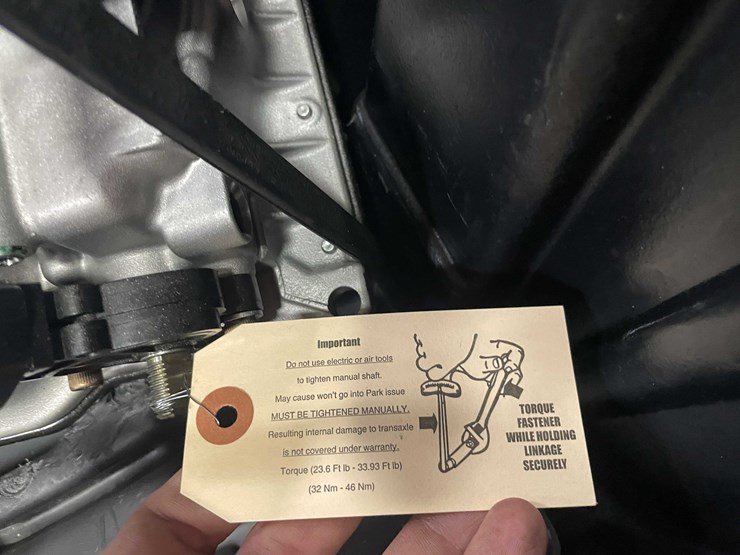 Important
Do not use electric or air tools
to tighten manual shaft.
May cause won't go into Park issue
MUST BE TIGHTENED MANUALLY.
Resulting internal damage to transaxle
is not covered under warranty.
Torque (23.6 Ft lb - 33.93 Ft lb)
(32 Nm - 46 Nm)
TORQUE
FASTENER
WHILE HOLDING
LINKAGE
SECURELY